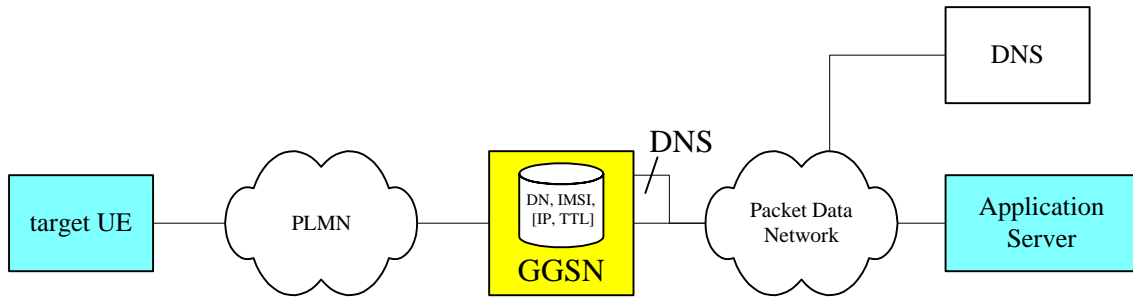 DNS
DNS
target UE
PLMN
DN, IMSI,
[IP, TTL]
GGSN
Packet Data
Network
Application
Server